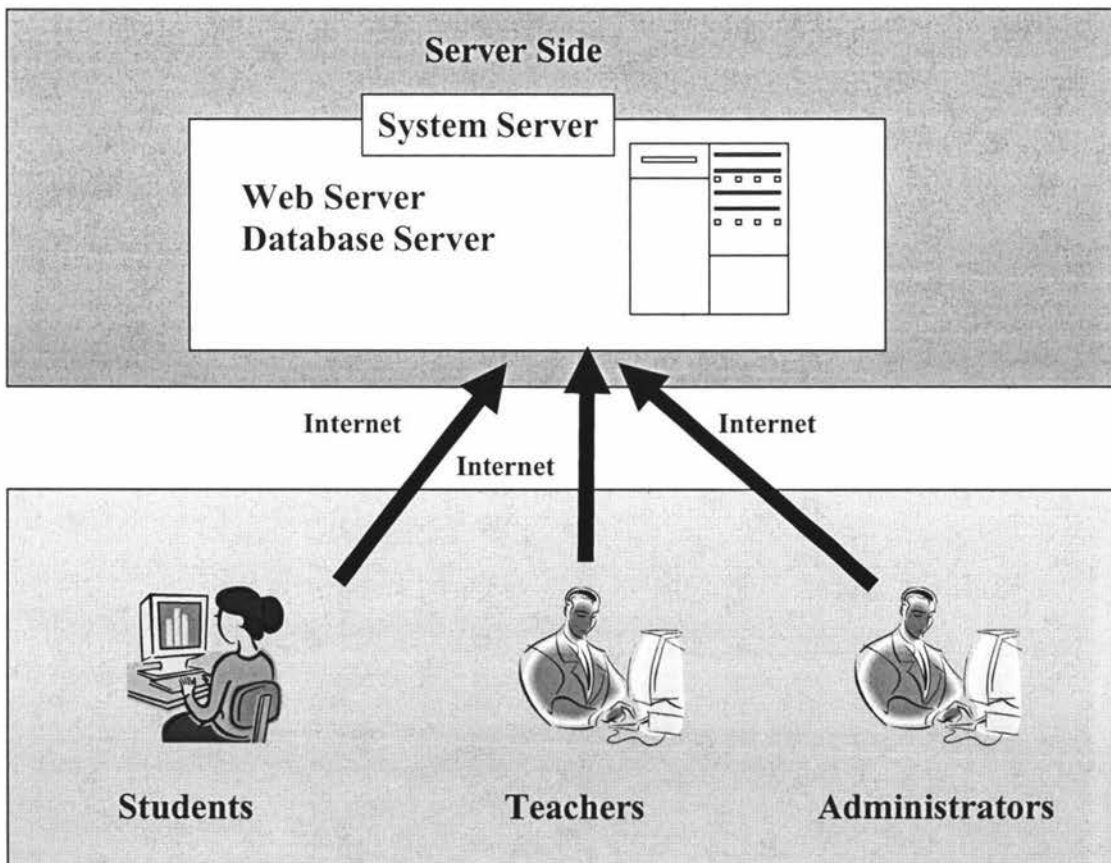 Server Side
System Server
Web Server
Database Server
Internet
Internet
Internet
Students
Teachers
Administrators